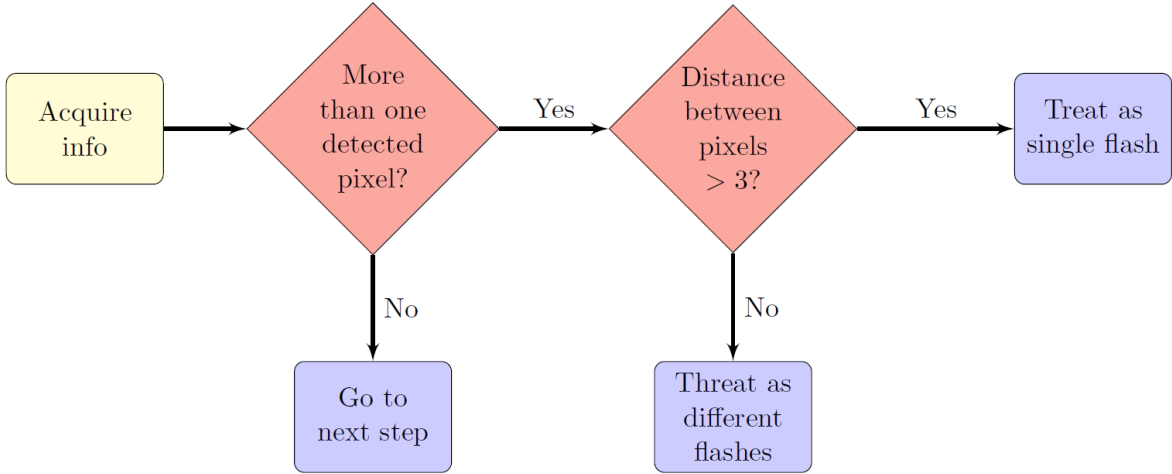 Acquire
info
More
than one
detected
pixel?
Yes
Distance
between
pixels
> 3?
Yes
Treat as
single flash
No
Go to
next step
No
Threat as
different
flashes